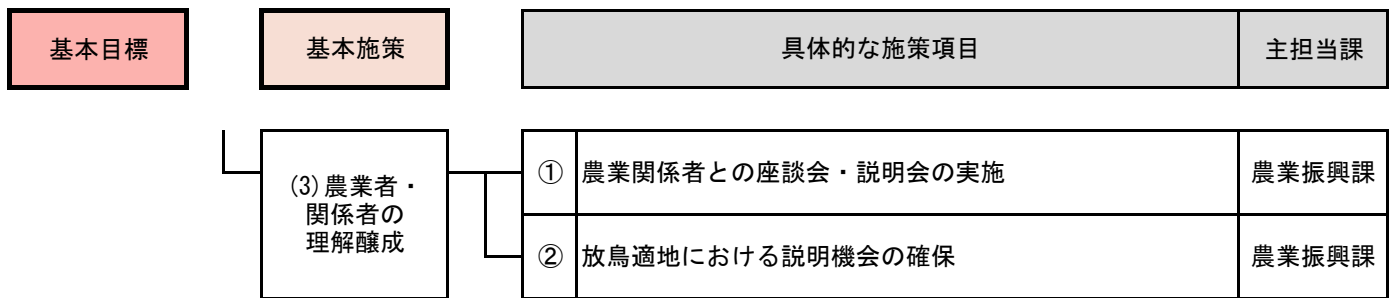 基本目標
基本施策
具体的な施策項目
主担当課
(3)農業者・
関係者の
理解醸成
① 農業関係者との座談会・説明会の実施
農業振興課
② 放鳥適地における説明機会の確保
農業振興課